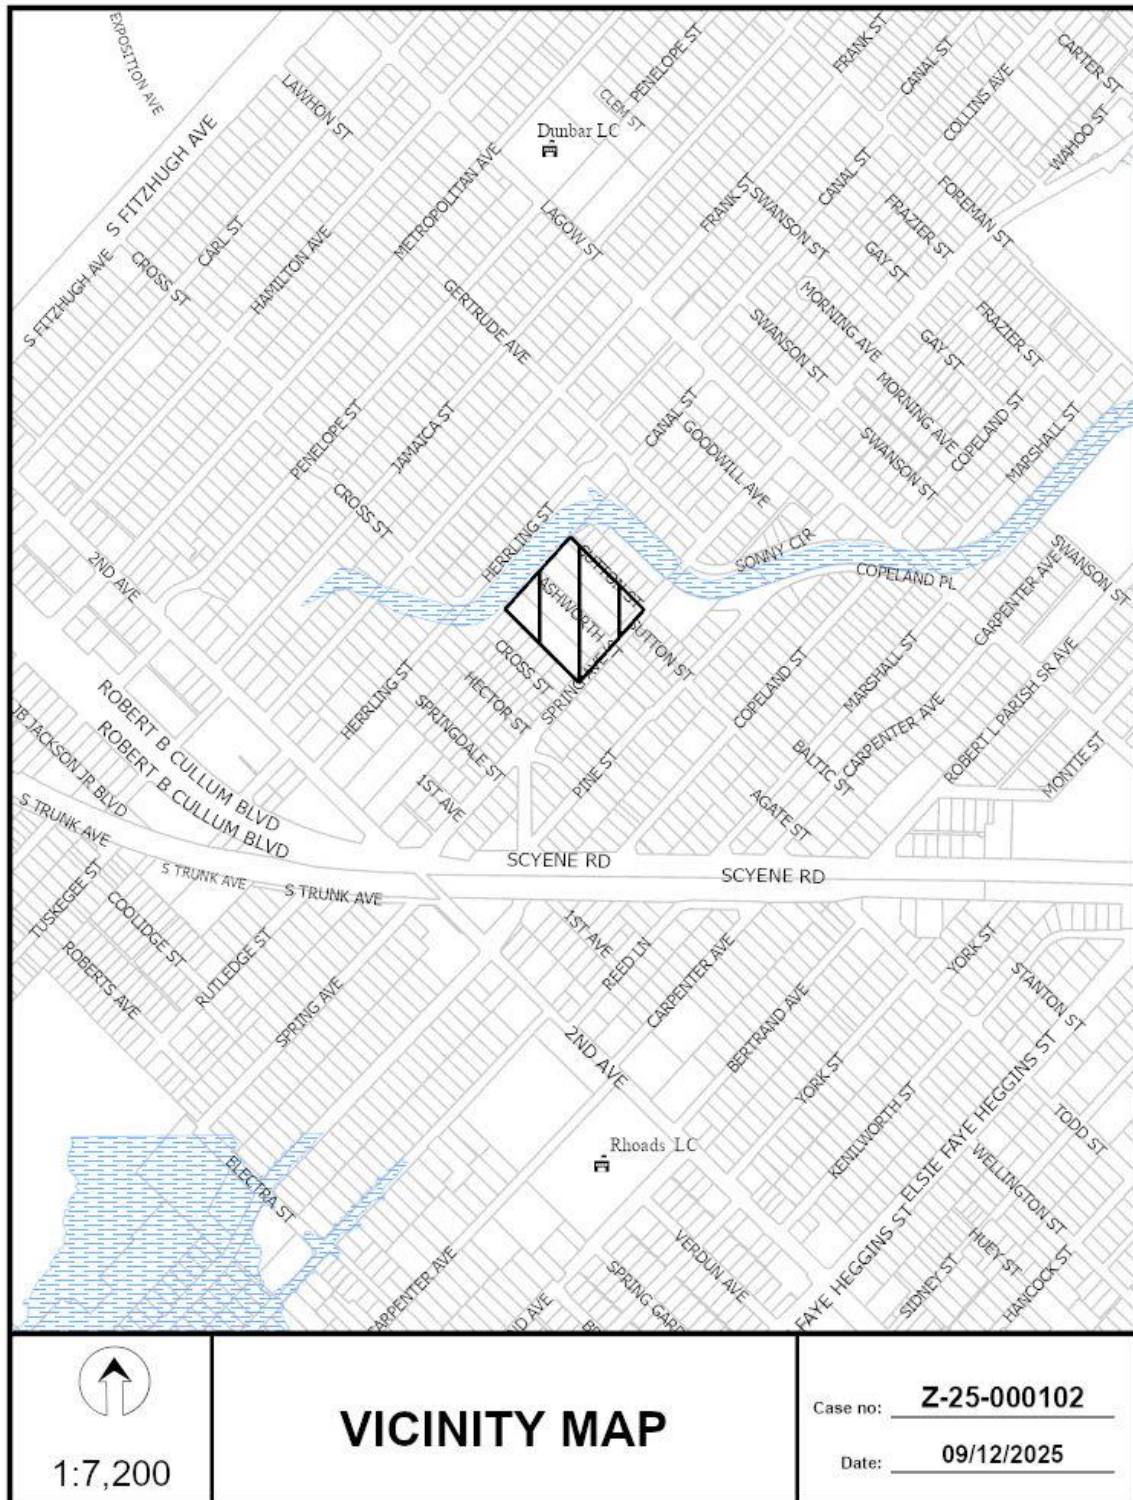 EXPOSITION AVE
LAWHON ST
PENELOPE ST
CLEM ST
FRANK ST
CANAL ST
CARTER ST
COLLINS AVE
WAHOO ST
Dunbar LC
S FITZHUGH AVE
METROPOLITAN AVE
CANAL ST
FOREMAN ST
FRANK ST
SWANSON ST
FRAZIER ST
LAGOW ST
CARL ST
CROSS ST
HAMILTON AVE
GAY ST
S FITZHUGH AVE
GERTRUDE AVE
MORNING AVE
SWANSON ST
GAY ST
FRAZIER ST
PENELOPE ST
JAMAICA ST
CANAL ST
GOODWILL AVE
MORNING AVE
SWANSON ST
COPELAND ST
MARSHALL ST
CROSS ST
HERRLING ST
SONNY CIR
COPELAND PL
SWANSON ST
CARPENTER AVE
2ND AVE
ASHWORTH ST
SUTTON ST
SUTTON ST
CROSS ST
HECTOR ST
HERRLING ST
SPRINGDALE ST
COPELAND ST
MARSHALL ST
CARPENTER AVE
ROBERT L PARISH SR AVE
MONTIE ST
BALTIC ST
ROBERT B CULLUM BLVD
ROBERT B CULLUM BLVD
JB JACKSON JR BLVD
1ST AVE
PINE ST
AGATE ST
S TRUNK AVE
SCYENE RD
SCYENE RD
S TRUNK AVE
S TRUNK AVE
TUSKEGEE ST
COOLIDGE ST
RUTLEDGE ST
ROBERTS AVE
SPRING AVE
1ST AVE
REED LN
CARPENTER AVE
YORK ST
STANTON ST
BERTRAND AVE
2ND AVE
YORK ST
KENILWORTH ST
ELSIE FAYE HEGGINS ST
TODD ST
Rhoads LC
WELLINGTON ST
ELECTRA ST
VERDUN AVE
FAYE HEGGINS ST
HUEY ST
SIDNEY ST
HANCOCK ST
CARPENTER AVE
ND AVE
SPRING GARD
1:7,200
VICINITY MAP
Case no: Z-25-000102
Date: 09/12/2025